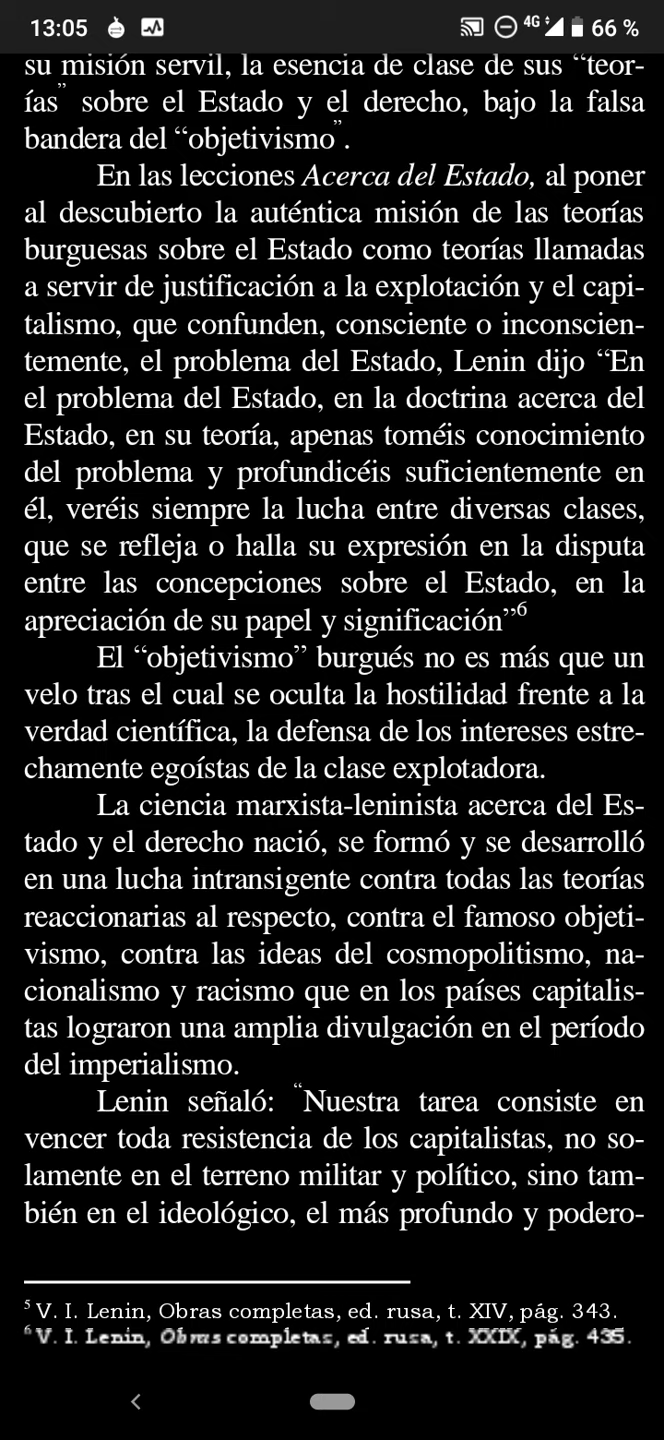 13:05 4G 66 %
su misión servil, la esencia de clase de sus “teor-
ías” sobre el Estado y el derecho, bajo la falsa
bandera del “objetivismo”.
En las lecciones Acerca del Estado, al poner
al descubierto la auténtica misión de las teorías
burguesas sobre el Estado como teorías llamadas
a servir de justificación a la explotación y el capi-
talismo, que confunden, consciente o inconscien-
temente, el problema del Estado, Lenin dijo “En
el problema del Estado, en la doctrina acerca del
Estado, en su teoría, apenas toméis conocimiento
del problema y profundicéis suficientemente en
él, veréis siempre la lucha entre diversas clases,
que se refleja o halla su expresión en la disputa
entre las concepciones sobre el Estado, en la
apreciación de su papel y significación”6
El “objetivismo” burgués no es más que un
velo tras el cual se oculta la hostilidad frente a la
verdad científica, la defensa de los intereses estre-
chamente egoístas de la clase explotadora.
La ciencia marxista-leninista acerca del Es-
tado y el derecho nació, se formó y se desarrolló
en una lucha intransigente contra todas las teorías
reaccionarias al respecto, contra el famoso objeti-
vismo, contra las ideas del cosmopolitismo, na-
cionalismo y racismo que en los países capitalis-
tas lograron una amplia divulgación en el período
del imperialismo.
Lenin señaló: “Nuestra tarea consiste en
vencer toda resistencia de los capitalistas, no so-
lamente en el terreno militar y político, sino tam-
bién en el ideológico, el más profundo y podero-
5 V. I. Lenin, Obras completas, ed. rusa, t. XIV, pág. 343.
6 V. I. Lenin, Obras completas, ed. rusa, t. XXIX, pág. 435.